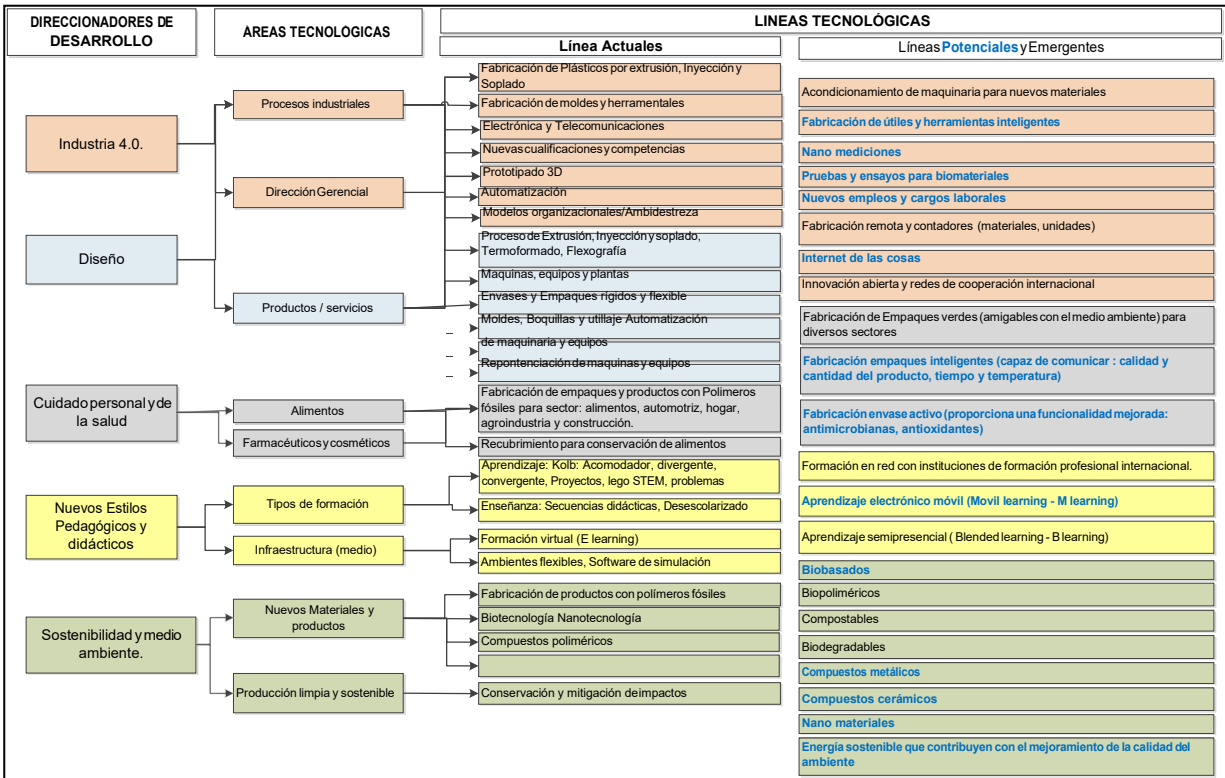 DIRECCIONADORES DE
DESARROLLO
ÁREAS TECNOLÓGICAS
LINEAS TECNOLÓGICAS
Línea Actuales
Líneas Potenciales y Emergentes
Industria 4.0.
Diseño
Cuidado personal y de
la salud
Nuevos Estilos
Pedagógicos y
didácticos
Sostenibilidad y medio
ambiente.
Procesos industriales
Dirección Gerencial
Productos / servicios
Alimentos
Farmacéuticos y cosméticos
Tipos de formación
Infraestructura (medio)
Nuevos Materiales y
productos
Producción limpia y sostenible
Fabricación de Plásticos por extrusión, Inyección y
Soplado
Fabricación de moldes y herramentales
Electrónica y Telecomunicaciones
Nuevas cualificaciones y competencias
Prototipado 3D
Automatización
Modelos organizacionales/Ambidestreza
Proceso de Extrusión, Inyección y soplado,
Termoformado, Flexografía
Maquinas, equipos y plantas
Envases y Empaques rígidos y flexible
Moldes, Boquillas y utillaje Automatización
de maquinaria y equipos
Repontenciación de maquinas y equipos
Fabricación de empaques y productos con Polimeros
fósiles para sector: alimentos, automotriz, hogar,
agroindustria y construcción.
Recubrimiento para conservación de alimentos
Aprendizaje: Kolb: Acomodador, divergente,
convergente, Proyectos, lego STEM, problemas
Enseñanza: Secuencias didácticas, Desescolarizado
Formación virtual (E learning)
Ambientes flexibles, Software de simulación
Fabricación de productos con polímeros fósiles
Biotecnología Nanotecnología
Compuestos poliméricos
Conservación y mitigación de impactos
Acondicionamiento de maquinaria para nuevos materiales
Fabricación de útiles y herramientas inteligentes
Nano mediciones
Pruebas y ensayos para biomateriales
Nuevos empleos y cargos laborales
Fabricación remota y contadores (materiales, unidades)
Internet de las cosas
Innovación abierta y redes de cooperación internacional
Fabricación de Empaques verdes (amigables con el medio ambiente) para
diversos sectores
Fabricación empaques inteligentes (capaz de comunicar : calidad y
cantidad del producto, tiempo y temperatura)
Fabricación envase activo (proporciona una funcionalidad mejorada:
antimicrobianas, antioxidantes)
Formación en red con instituciones de formación profesional internacional.
Aprendizaje electrónico móvil (Movil learning - M learning)
Aprendizaje semipresencial ( Blended learning - B learning)
Biobasados
Biopoliméricos
Compostables
Biodegradables
Compuestos metálicos
Compuestos cerámicos
Nano materiales
Energía sostenible que contribuyen con el mejoramiento de la calidad del
ambiente